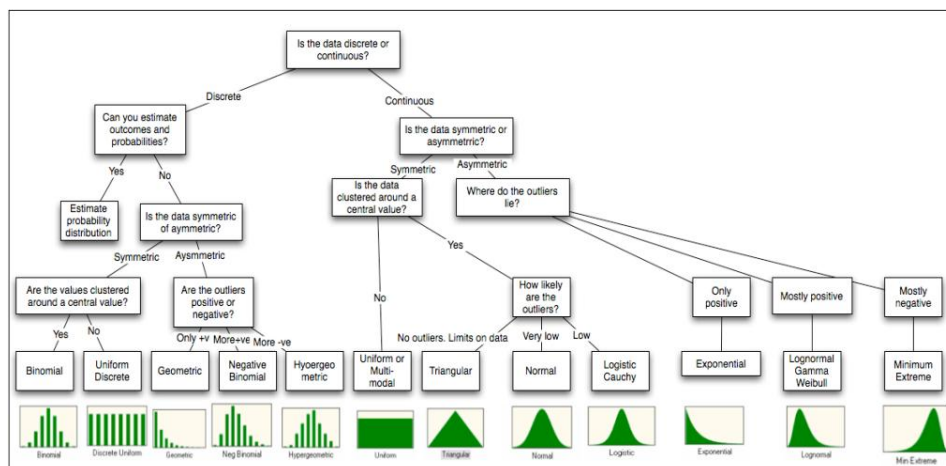 Is the data discrete or
continuous?
Discrete
Continuous
Can you estimate
outcomes and
probabilities?
Is the data symmetric or
asymmetrric?
Yes
No
Symmetric
Asymmetric
Estimate
probability
distribution
Is the data symmetric
of aymmetric?
Is the data
clustered around a
central value?
Where do the outliers
lie?
Symmetric
Aysmmetric
No
Yes
Are the values clustered
around a central value?
Are the outliers
positive or
negative?
How likely
are the
outliers?
Only
positive
Mostly positive
Mostly
negative
Yes
No
Only +v
More+ve
More -ve
No outliers. Limits on data
Very low
Low
Binomial
Uniform
Discrete
Geometric
Negative
Binomial
Hyoergeo
metric
Uniform or
Multi-
modal
Triangular
Normal
Logistic
Cauchy
Exponential
Lognormal
Gamma
Weibull
Minimum
Extreme
Binomial
Discrete Uniform
Geometric
Neg Binomial
Hypergeometric
Uniform
Triangular
Normal
Logistic
Exponential
Lognomal
Min Extreme